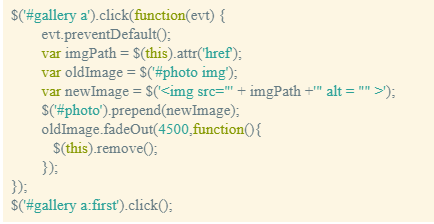 $('#gallery a').click(function(evt) {
evt.preventDefault();
var imgPath = $(this).attr('href');
var oldImage = $('#photo img');
var newImage = $('<img src="' + imgPath +'" alt = "" >');
$('#photo').prepend(newImage);
oldImage.fadeOut(4500,function(){
$(this).remove();
});
});
$('#gallery a:first').click();